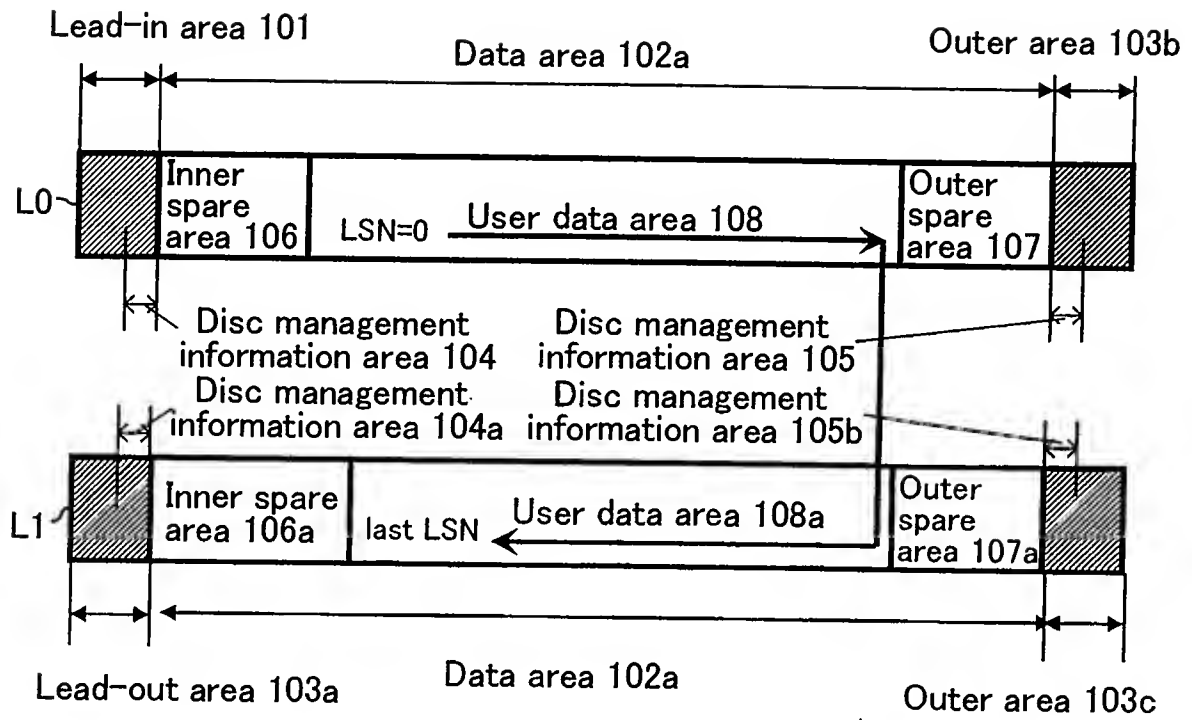 Lead-in area 101
Data area 102a
Outer area 103b
L0
Inner
spare
area 106
LSN=0
User data area 108
Outer
spare
area 107
Disc management
information area 104
Disc management
information area 105
Disc management
information area 104a
Disc management
information area 105b
L1
Inner spare
area 106a
last LSN
User data area 108a
Outer
spare
area 107a
Lead-out area 103a
Data area 102a
Outer area 103c